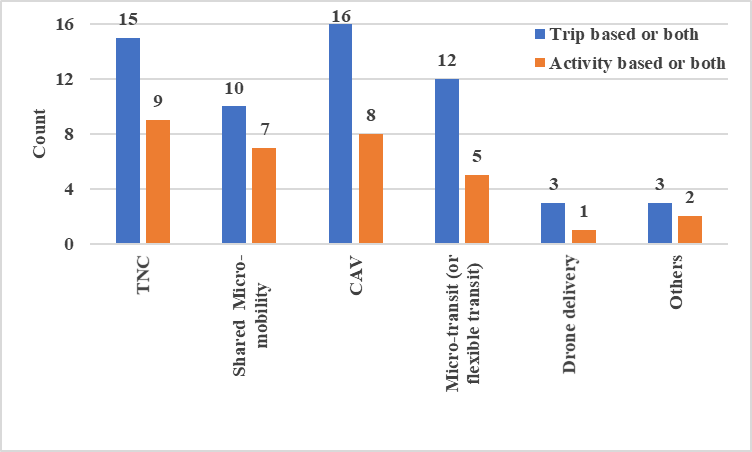 Count
16
12
8
4
0
Trip based or both
Activity based or both
15
9
10
7
16
8
12
5
3
1
3
2
TNC
Shared Micro-
mobility
CAV
Micro-transit (or
flexible transit)
Drone delivery
Others